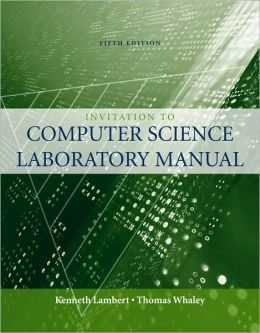 FIFTH EDITION
INVITATION TO
COMPUTER SCIENCE
LABORATORY MANUAL
Kenneth Lambert • Thomas Whaley